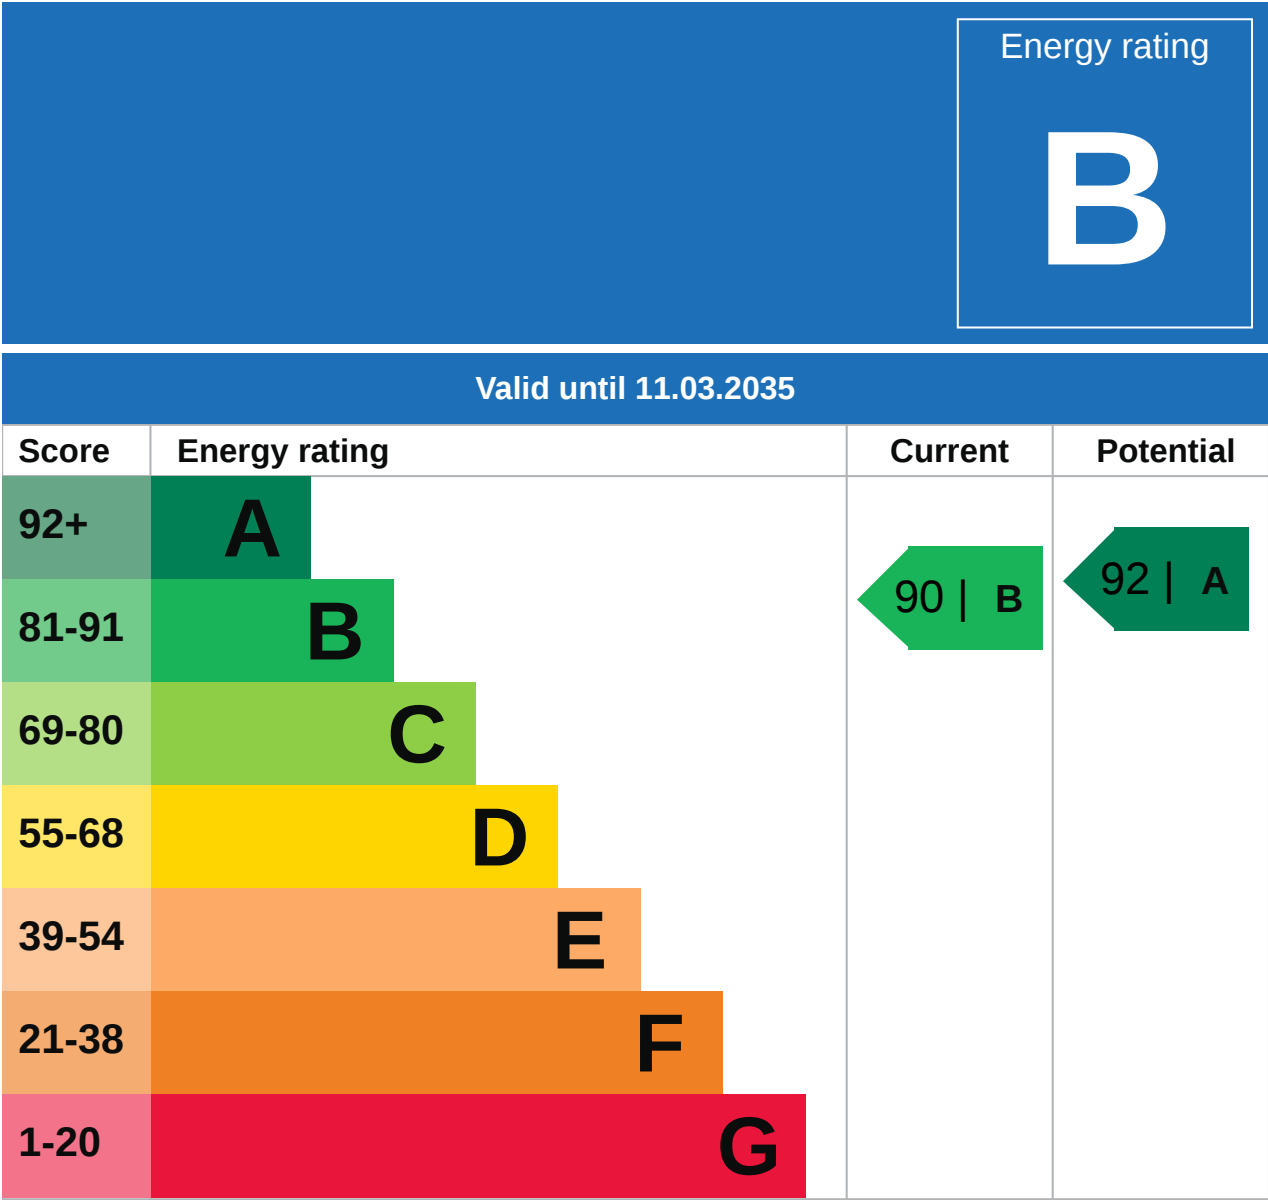 Energy rating
B
Valid until 11.03.2035
Score Energy rating Current Potential
92+ A
81-91 B
90 | B
92 | A
69-80 C
55-68 D
39-54 E
21-38 F
1-20 G